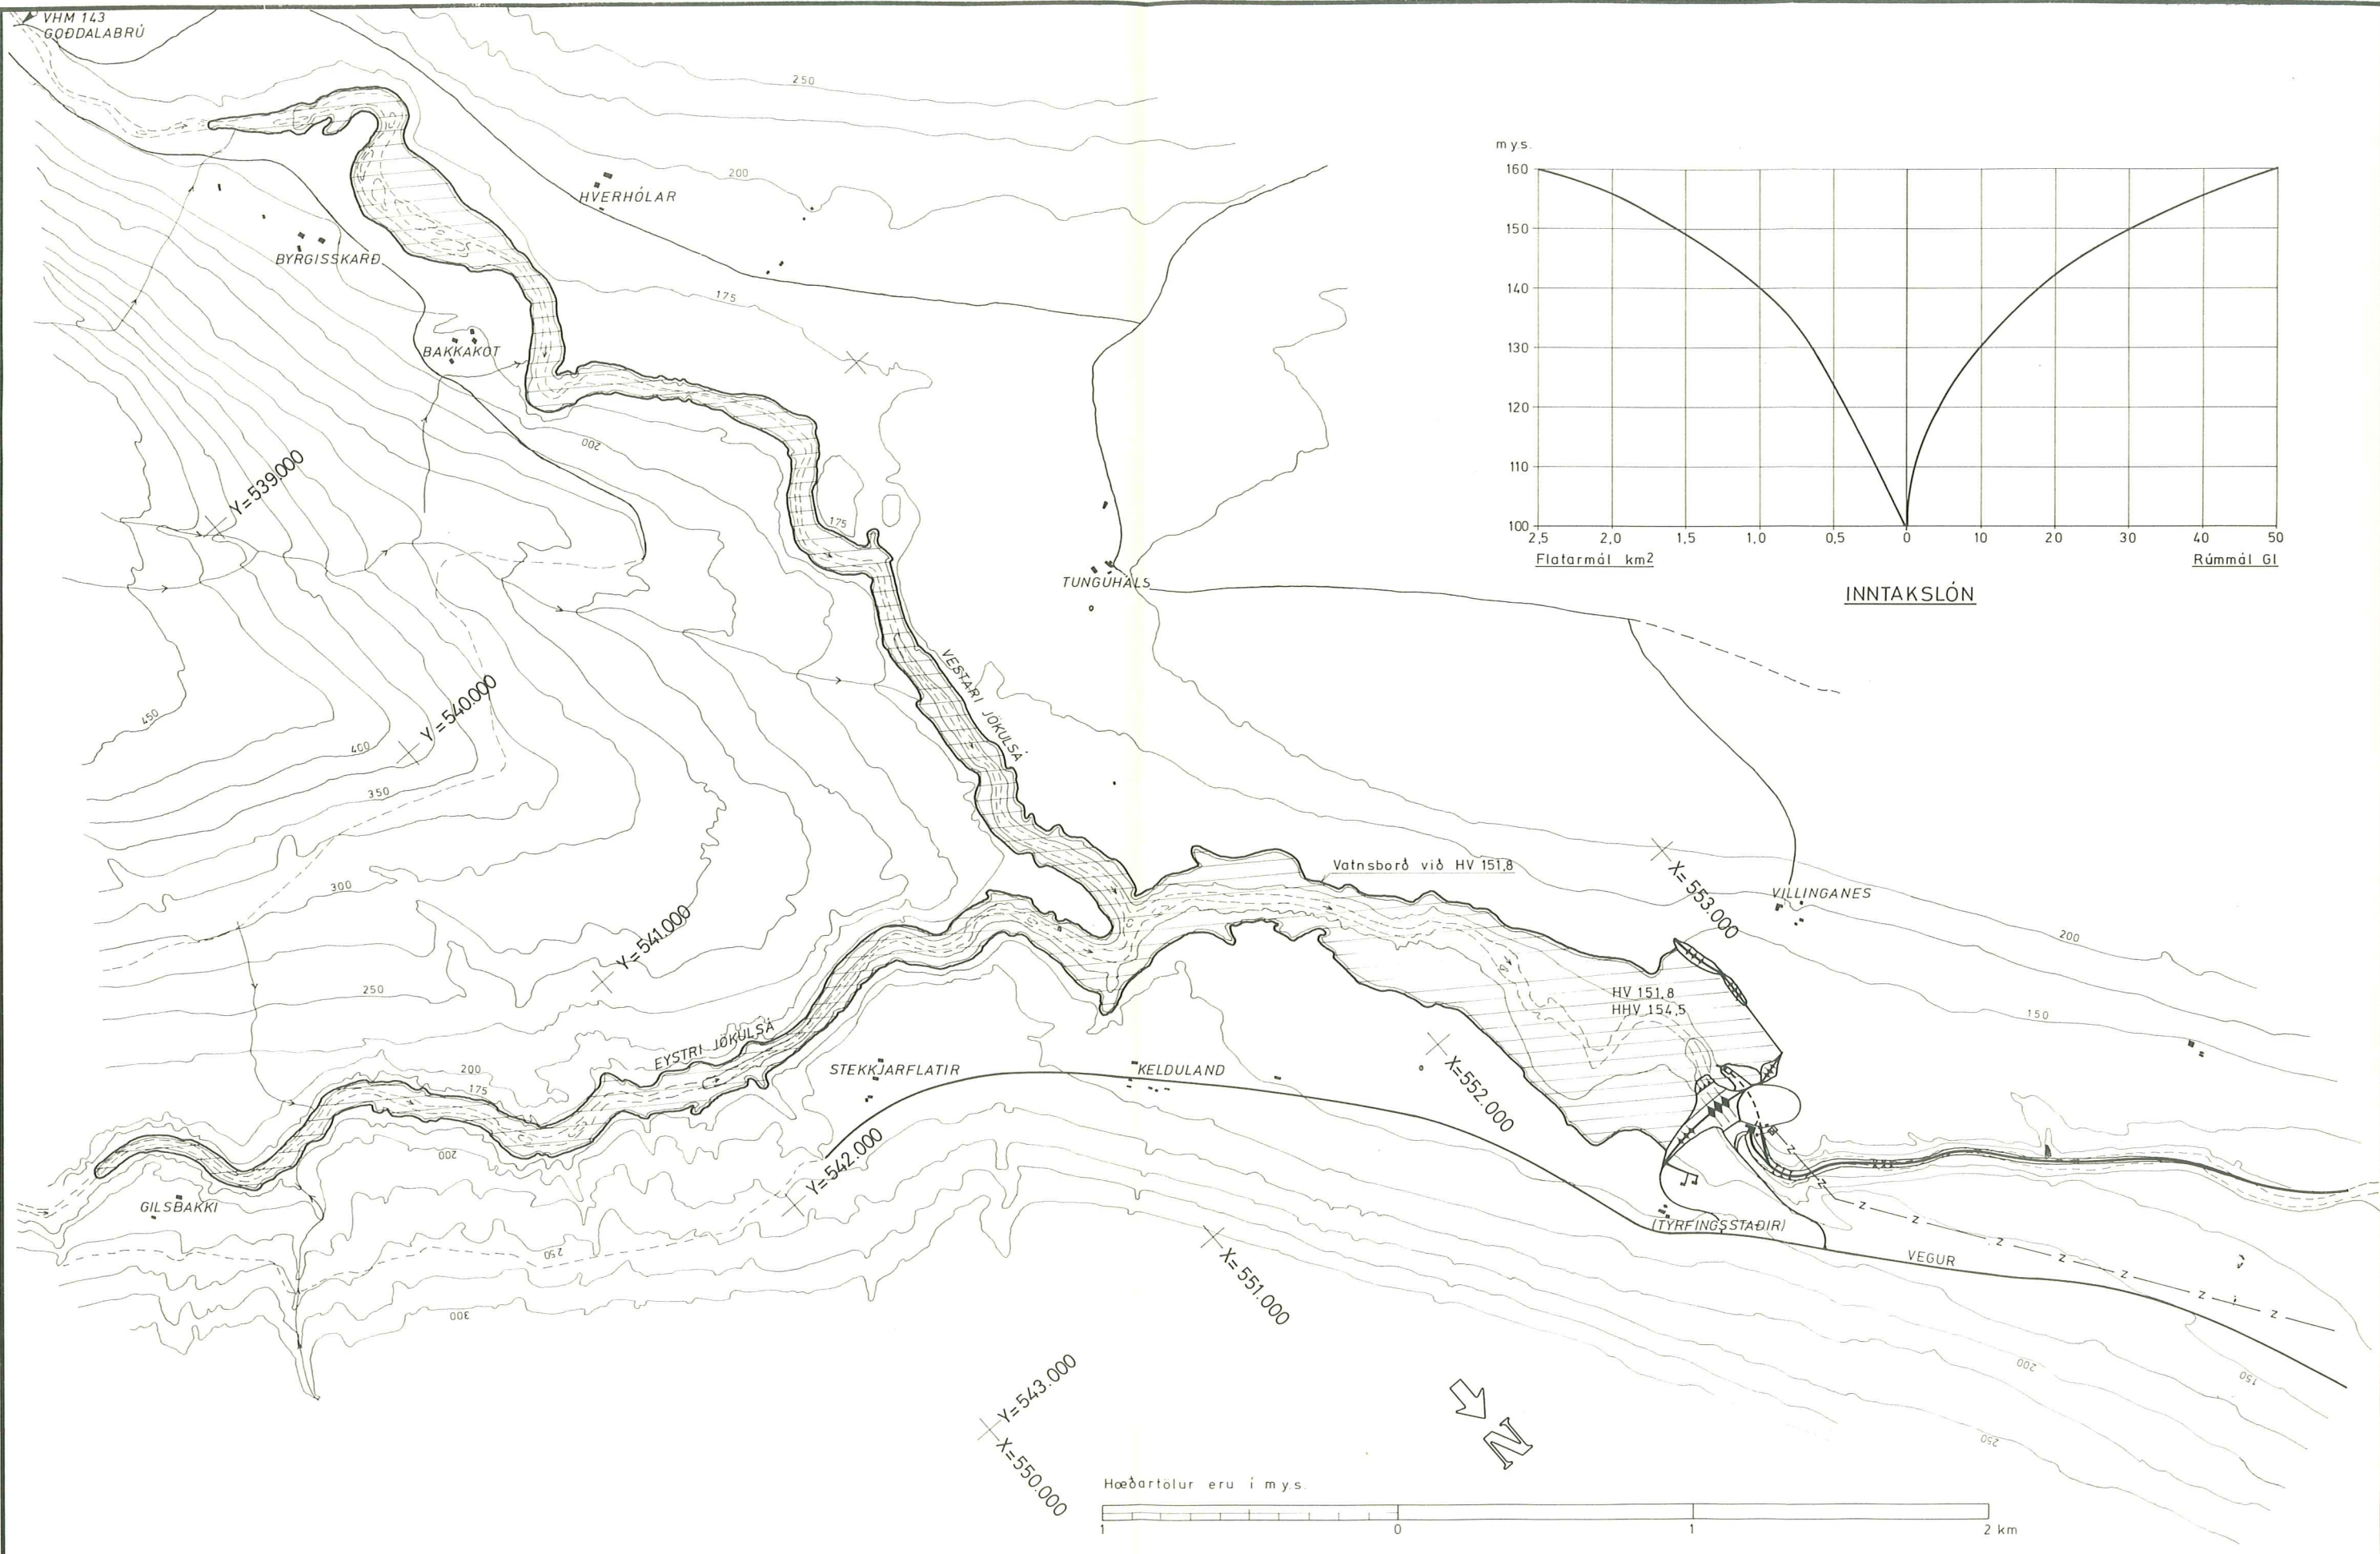 VHM 143
GOÐDALABRÚ
250
200
HVERHÓLAR
BYRGISSKARÐ
175
BAKKAKOT
200
Y=539.000
175
TUNGUHÁLS
VESTARI JÖKULSÁ
450
400
Y=540.000
350
300
Y=541.000
250
EYSTRI JÖKULSÁ
200
175
200
GILSBAKKI
250
300
STEKKJARFLATIR
KELDULAND
Y=542.000
Vatnsborð við HV 151,8
X=553.000
VILLINGANES
200
HV 151,8
HHV 154,5
150
X=552.000
(TYRFINGSSTAÐIR)
VEGUR
X=551.000
200
150
250
Y=543.000
X=550.000
N
Hæðartölur eru í m y.s.
1 0 1 2 km
m y.s.
160
150
140
130
120
110
100
2,5 2,0 1,5 1,0 0,5 0 10 20 30 40 50
Flatarmál km² Rúmmál Gl
INNTAKSLÓN